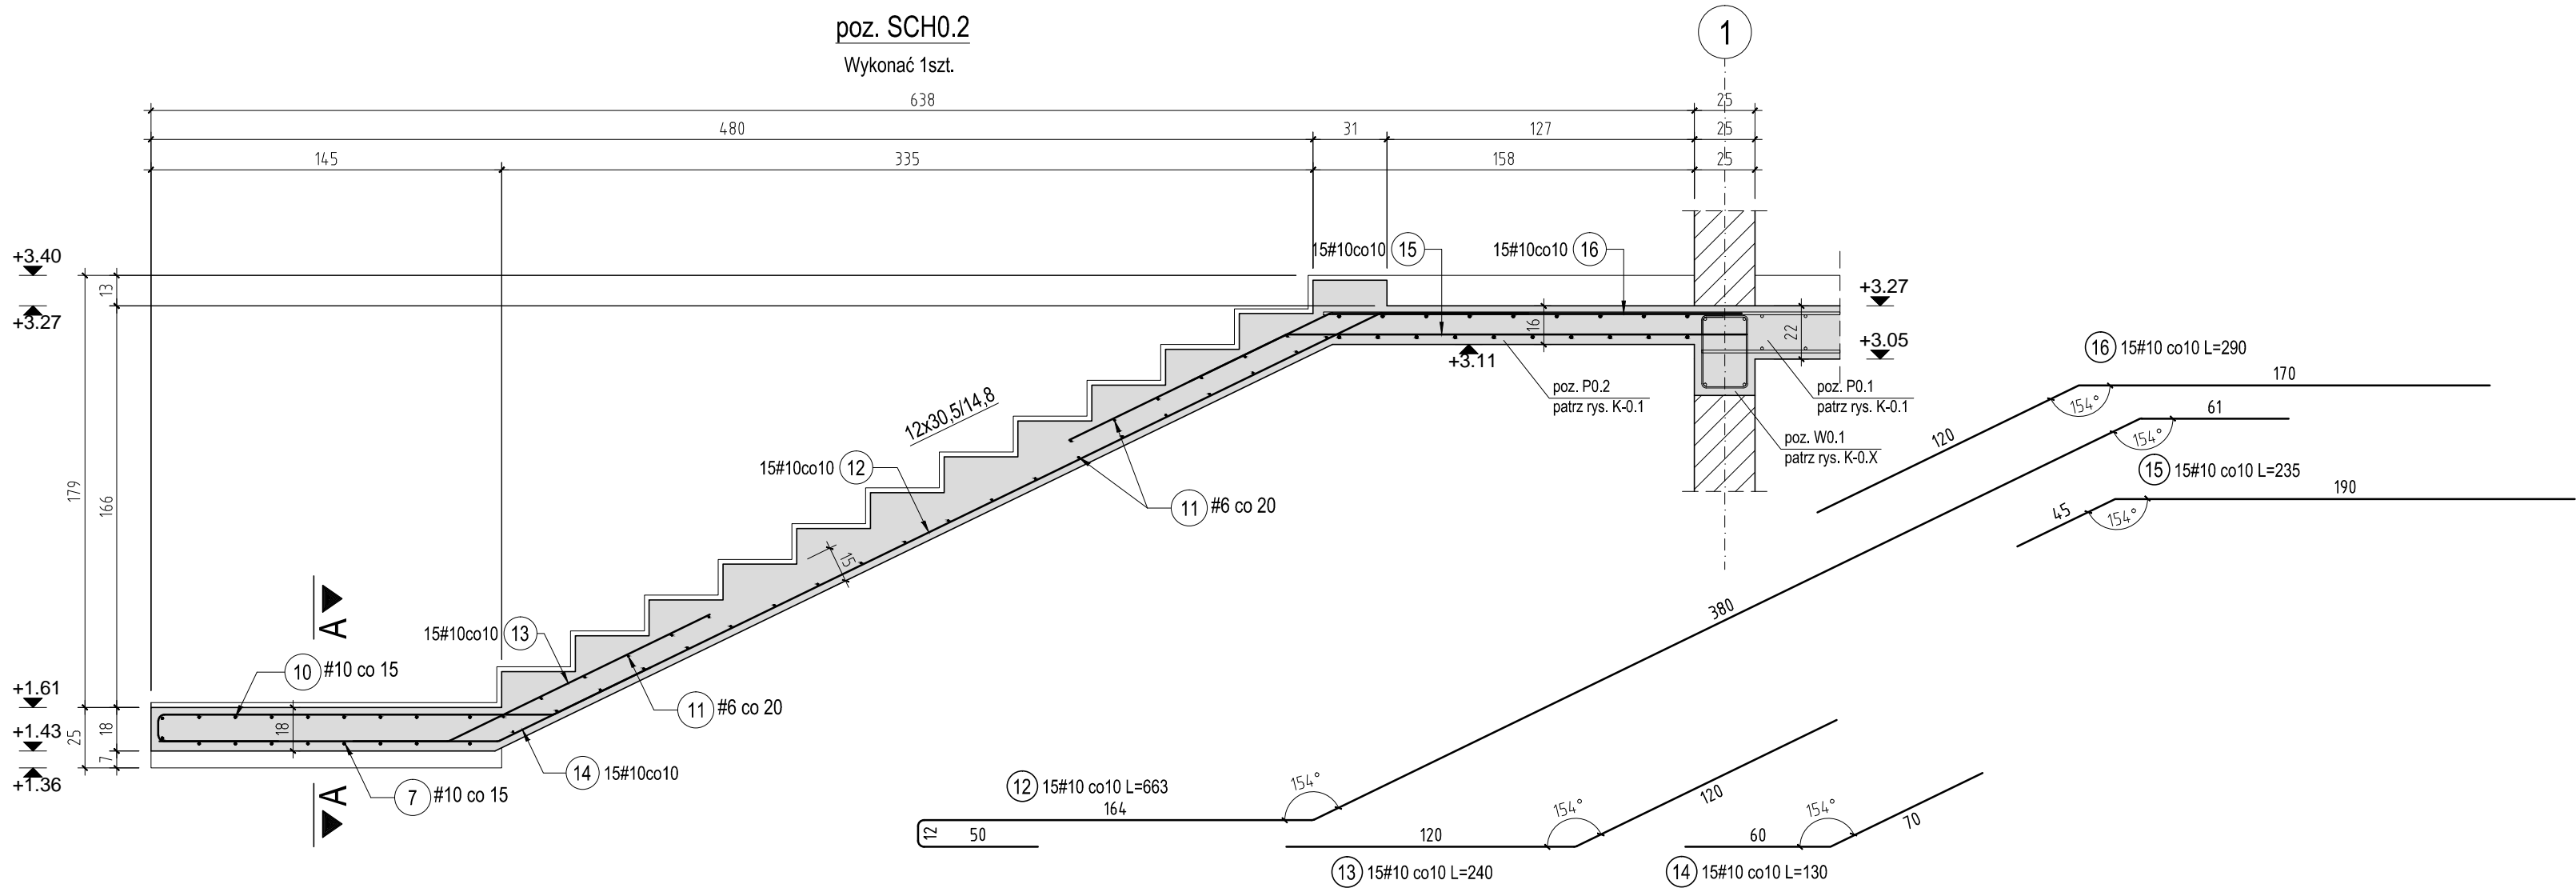 poz. SCH0.2
1
Wykonać 1szt.
638
25
480
31
127
25
145
335
158
25
+3.40
13
+3.27
15#10co10 15
15#10co10 16
16
+3.11
22
+3.27
+3.05
poz. P0.2
patrz rys. K-0.1
poz. P0.1
patrz rys. K-0.1
poz. W0.1
patrz rys. K-0.X
12x30,5/14,8
15#10co10 12
11 #6 co 20
179
166
15
A
15#10co10 13
10 #10 co 15
11 #6 co 20
+1.61
18
18
+1.43
25
7
+1.36
14 15#10co10
7 #10 co 15
A
16 15#10 co10 L=290
170
154°
120
61
154°
15 15#10 co10 L=235
190
45
154°
380
12 15#10 co10 L=663
164
154°
12
50
120
154°
120
13 15#10 co10 L=240
60
154°
70
14 15#10 co10 L=130